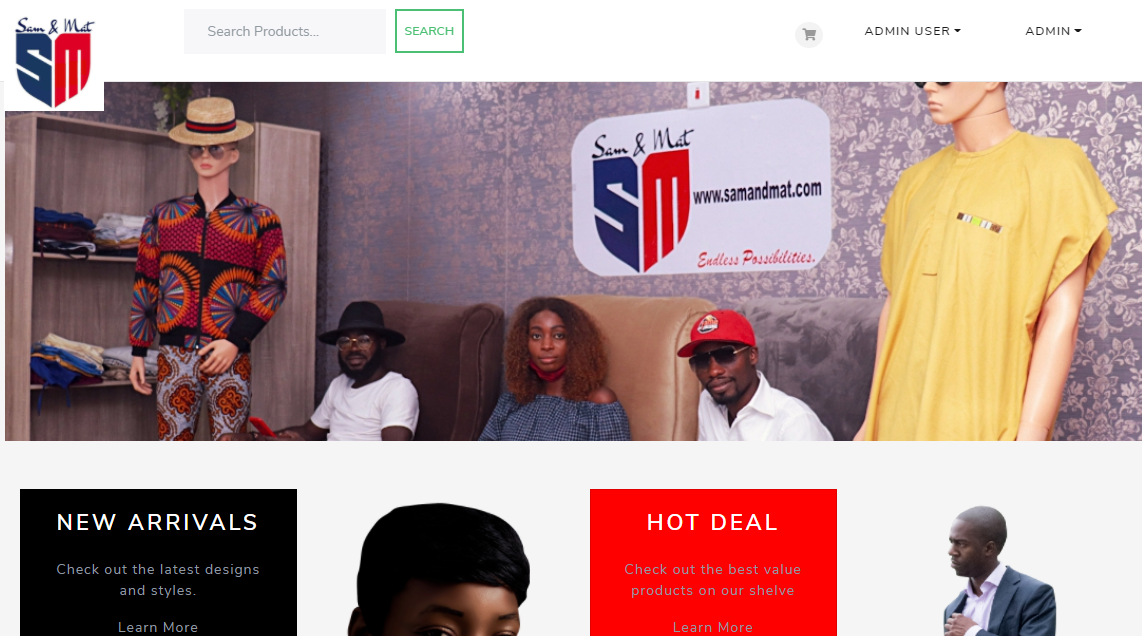 Sam & Mat
SM
Search Products...
SEARCH
ADMIN USER
ADMIN
Sam & Mat
SM
www.samandmat.com
Endless Possibilities.
NEW ARRIVALS
Check out the latest designs
and styles.
Learn More
HOT DEAL
Check out the best value
products on our shelve
Learn More